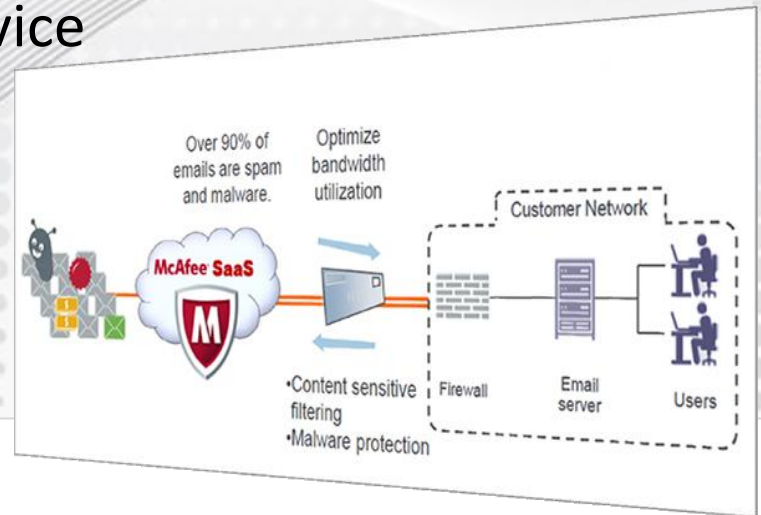 vice
Over 90% of
emails are spam
and malware.
Optimize
bandwidth
utilization
Customer Network
McAfee SaaS
M
•Content sensitive
filtering
•Malware protection
Firewall
Email
server
Users